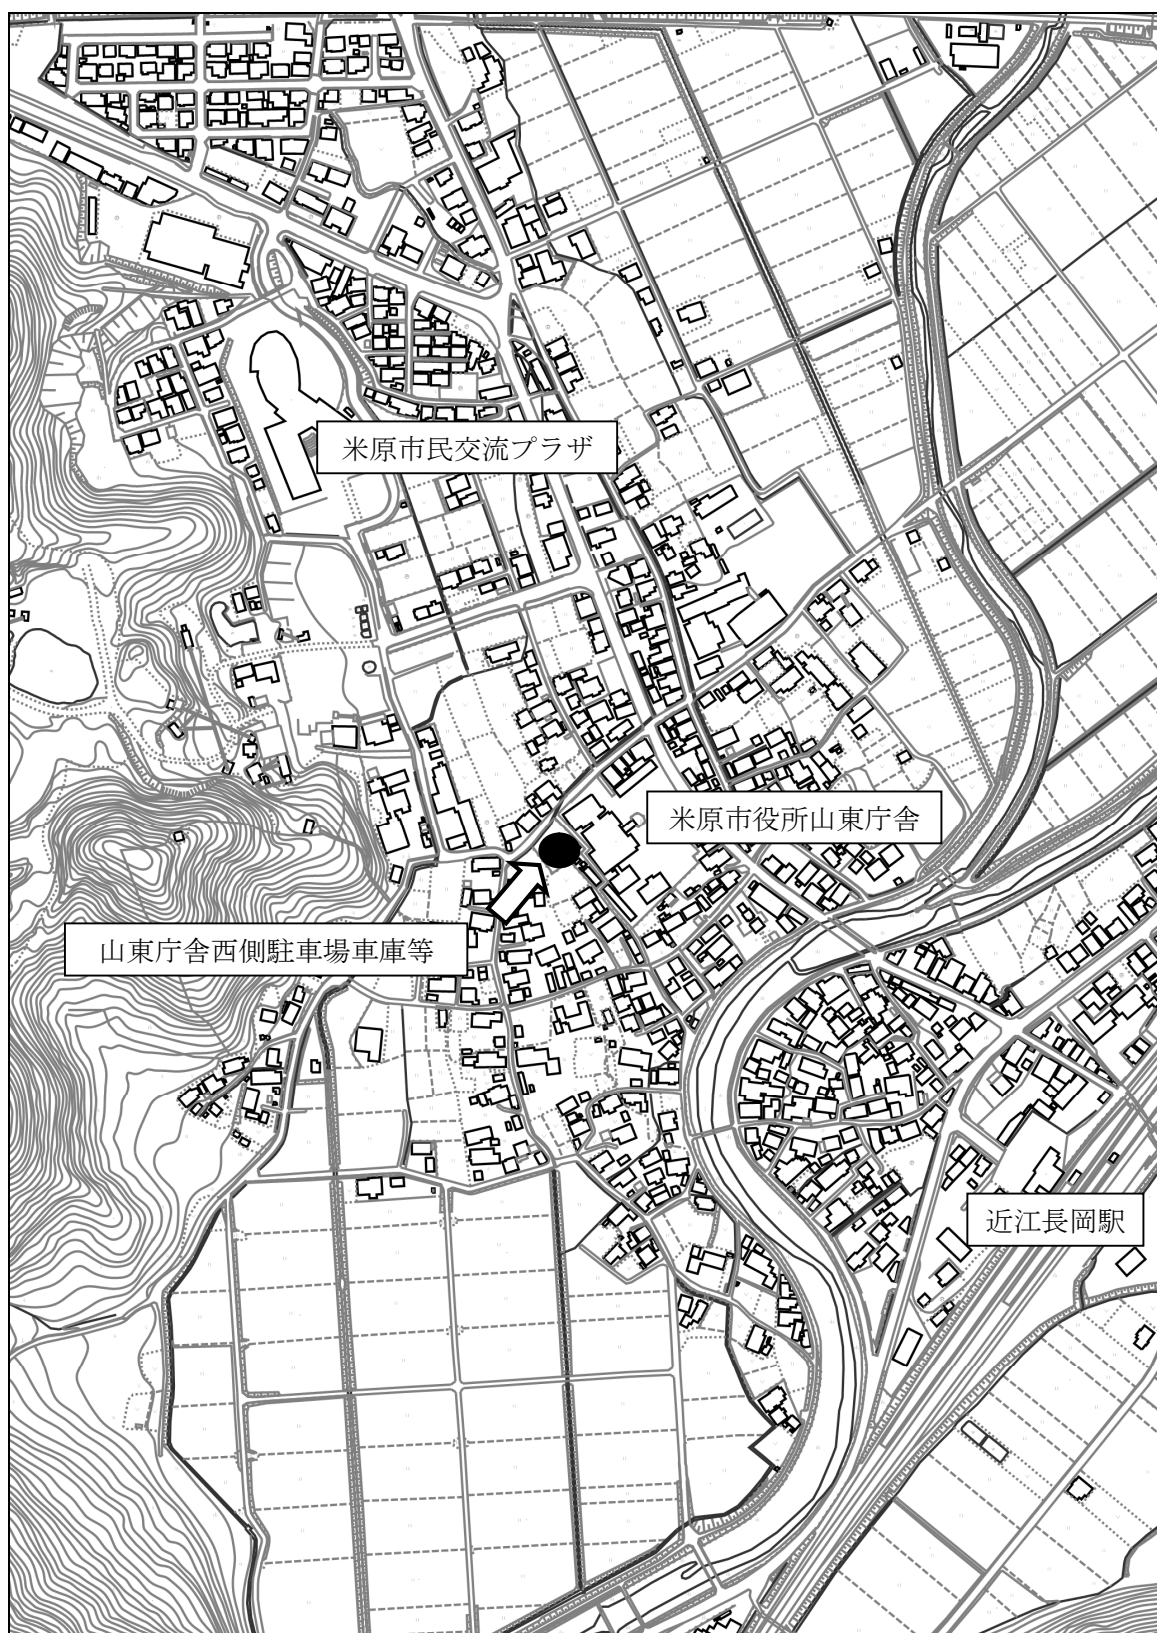 米原市民交流プラザ
米原市役所山東庁舎
山東庁舎西側駐車場車庫等
近江長岡駅